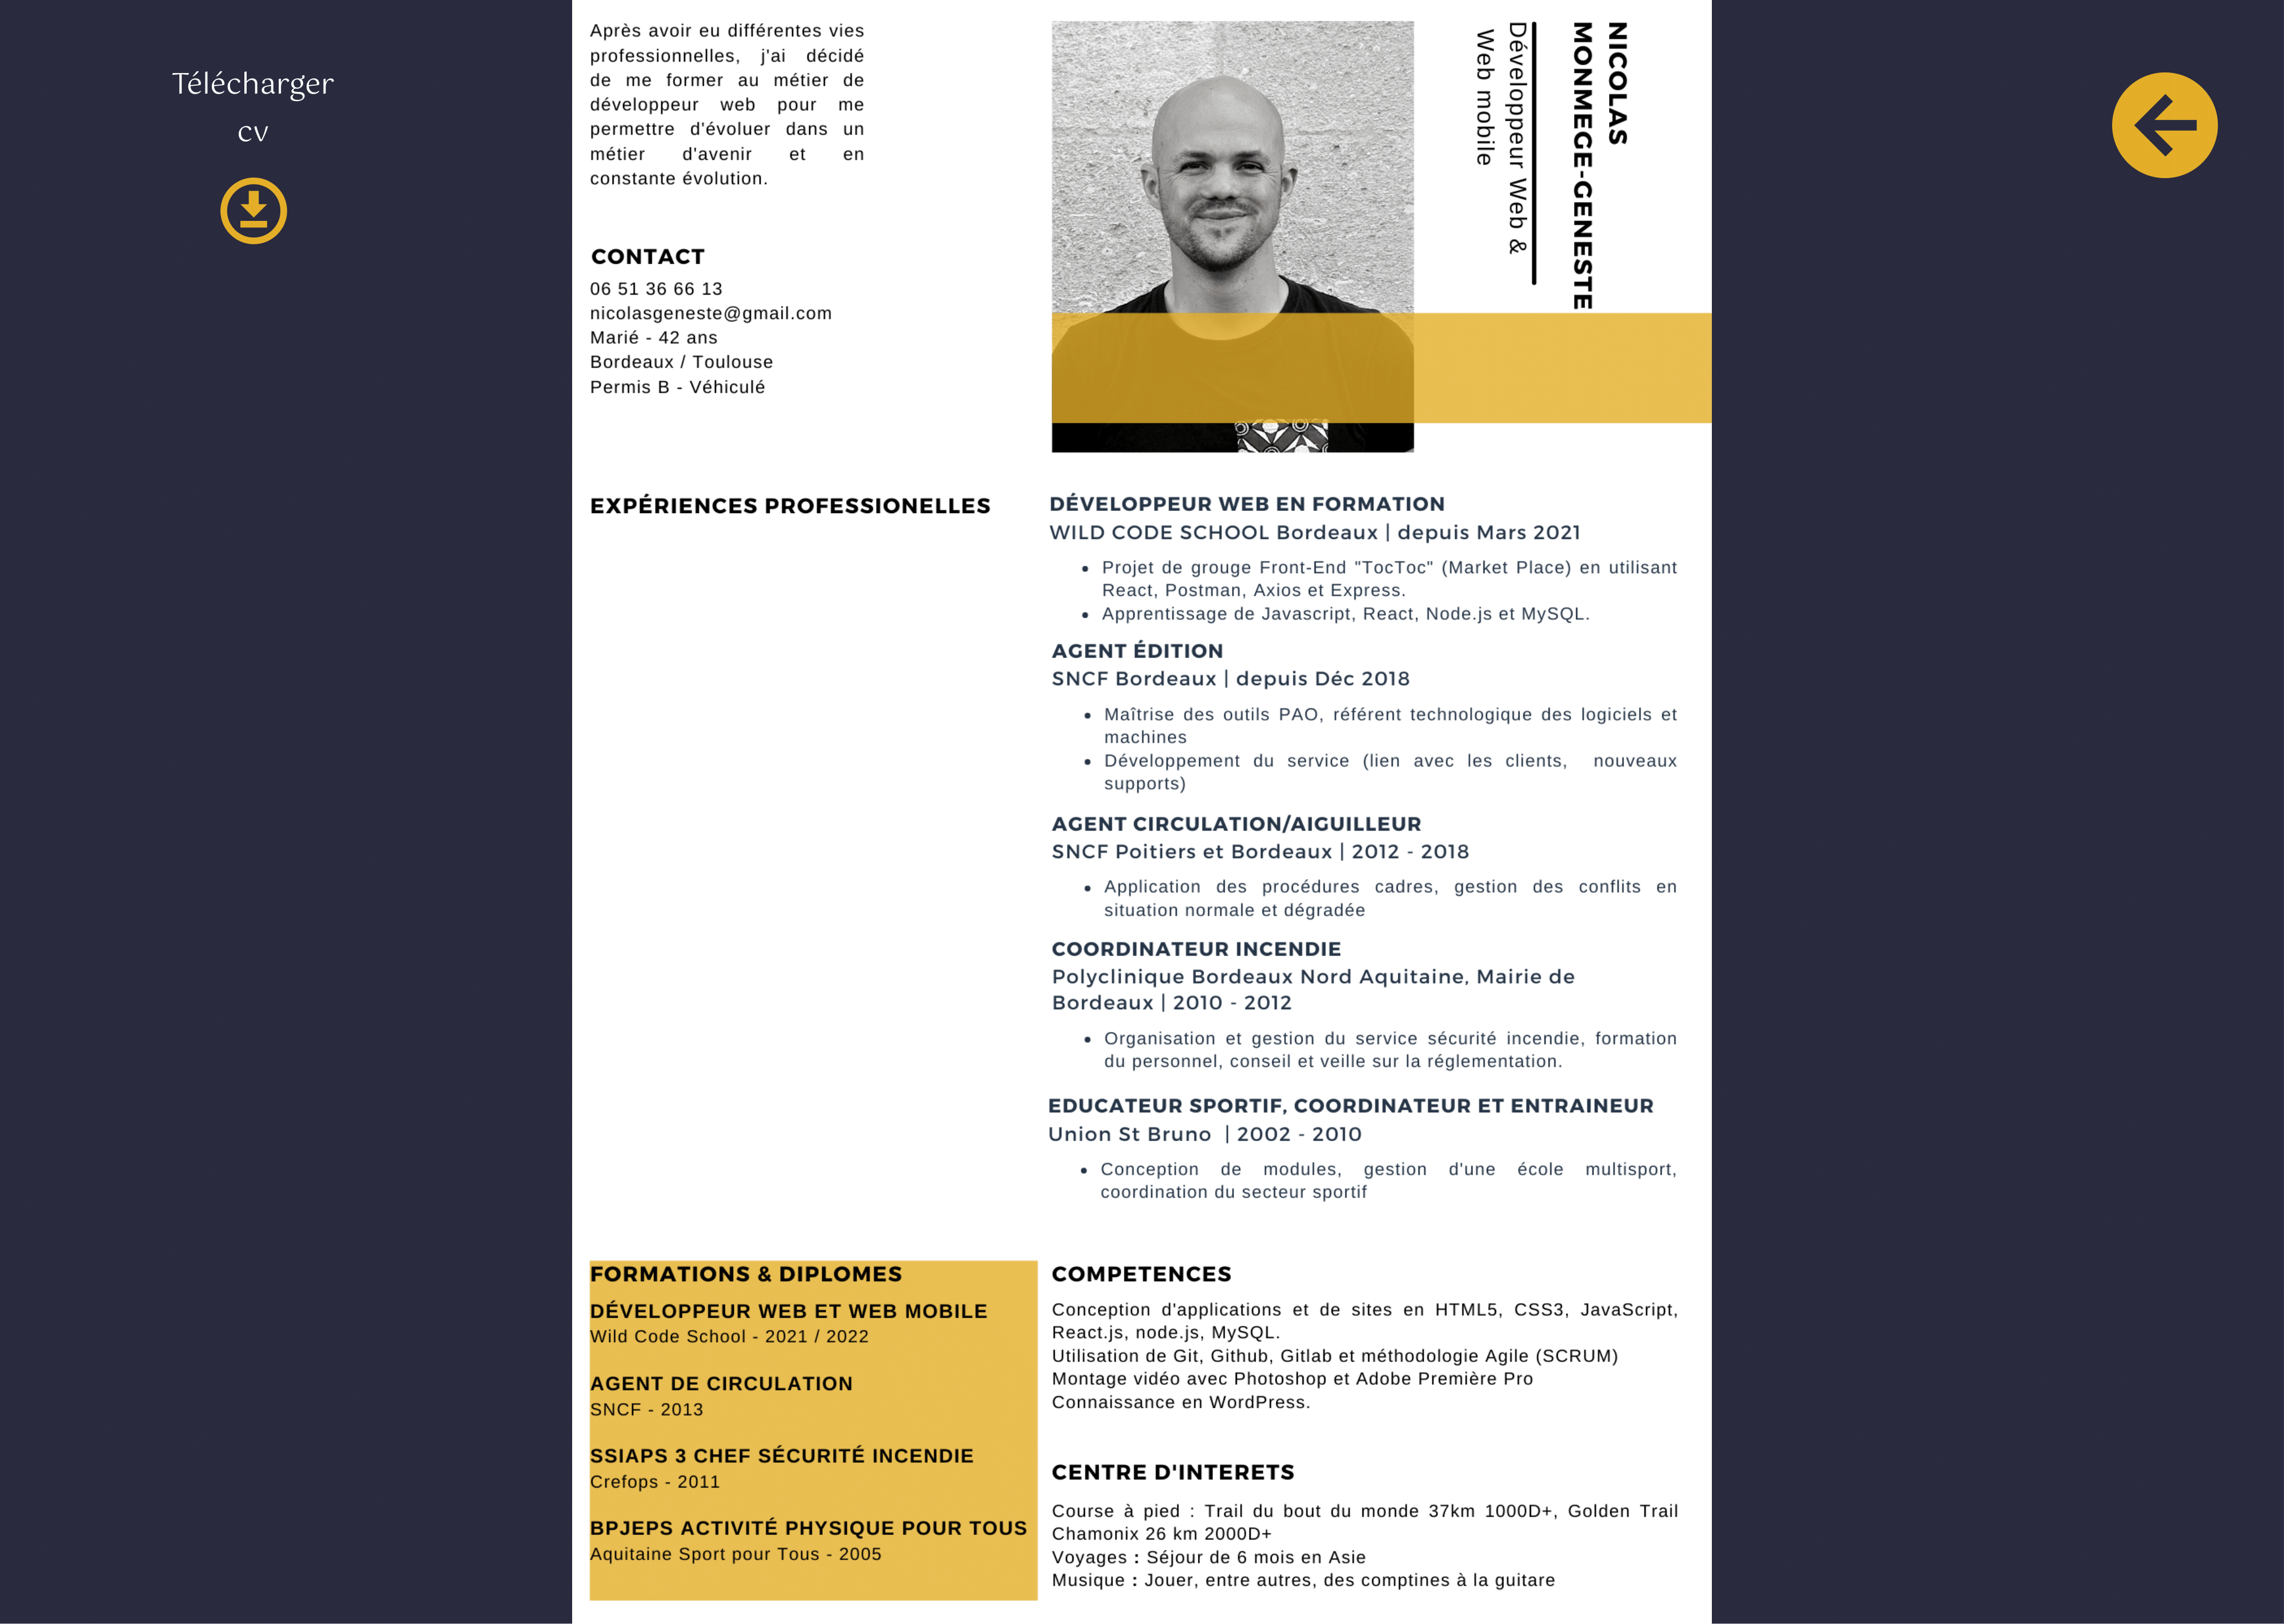 Télécharger
cv
Après avoir eu différentes vies
professionnelles, j'ai décidé
de me former au métier de
développeur web pour me
permettre d'évoluer dans un
métier d'avenir et en
constante évolution.
NICOLAS
MONMEGE-GENESTE
Développeur Web &
Web mobile
CONTACT
06 51 36 66 13
nicolasgeneste@gmail.com
Marié - 42 ans
Bordeaux / Toulouse
Permis B - Véhiculé
EXPÉRIENCES PROFESSIONELLES
DÉVELOPPEUR WEB EN FORMATION
WILD CODE SCHOOL Bordeaux | depuis Mars 2021
• Projet de grouge Front-End "TocToc" (Market Place) en utilisant
React, Postman, Axios et Express.
• Apprentissage de Javascript, React, Node.js et MySQL.
AGENT ÉDITION
SNCF Bordeaux | depuis Déc 2018
• Maîtrise des outils PAO, référent technologique des logiciels et
machines
• Développement du service (lien avec les clients, nouveaux
supports)
AGENT CIRCULATION/AIGUILLEUR
SNCF Poitiers et Bordeaux | 2012 - 2018
• Application des procédures cadres, gestion des conflits en
situation normale et dégradée
COORDINATEUR INCENDIE
Polyclinique Bordeaux Nord Aquitaine, Mairie de
Bordeaux | 2010 - 2012
• Organisation et gestion du service sécurité incendie, formation
du personnel, conseil et veille sur la réglementation.
EDUCATEUR SPORTIF, COORDINATEUR ET ENTRAINEUR
Union St Bruno | 2002 - 2010
• Conception de modules, gestion d'une école multisport,
coordination du secteur sportif
FORMATIONS & DIPLOMES
DÉVELOPPEUR WEB ET WEB MOBILE
Wild Code School - 2021 / 2022
AGENT DE CIRCULATION
SNCF - 2013
SSIAPS 3 CHEF SÉCURITÉ INCENDIE
Crefops - 2011
BPJEPS ACTIVITÉ PHYSIQUE POUR TOUS
Aquitaine Sport pour Tous - 2005
COMPETENCES
Conception d'applications et de sites en HTML5, CSS3, JavaScript,
React.js, node.js, MySQL.
Utilisation de Git, Github, Gitlab et méthodologie Agile (SCRUM)
Montage vidéo avec Photoshop et Adobe Première Pro
Connaissance en WordPress.
CENTRE D'INTERETS
Course à pied : Trail du bout du monde 37km 1000D+, Golden Trail
Chamonix 26 km 2000D+
Voyages : Séjour de 6 mois en Asie
Musique : Jouer, entre autres, des comptines à la guitare